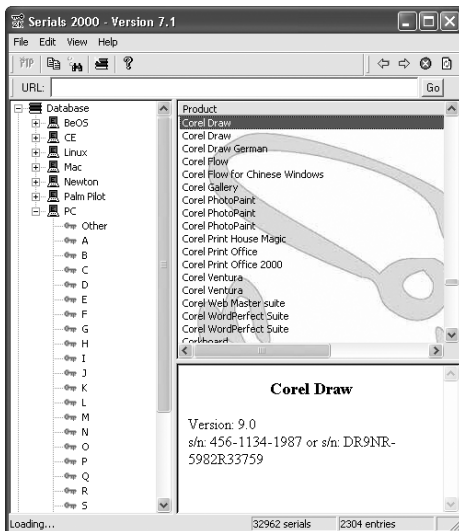 Serials 2000 - Version 7.1
File Edit View Help
PIP
URL: Go
Database
BeOS
CE
Linux
Mac
Newton
Palm Pilot
PC
Other
A
B
C
D
E
F
G
H
I
J
K
L
M
N
O
P
Q
R
S
Product
Corel Draw
Corel Draw
Corel Draw German
Corel Flow
Corel Flow for Chinese Windows
Corel Gallery
Corel PhotoPaint
Corel PhotoPaint
Corel PhotoPaint
Corel Print House Magic
Corel Print Office
Corel Print Office 2000
Corel Ventura
Corel Ventura
Corel Web Master suite
Corel WordPerfect Suite
Corel WordPerfect Suite
Corkboard
Corel Draw
Version: 9.0
s/n: 456-1134-1987 or s/n: DR9NR-
5982R33759
Loading... 32962 serials 2304 entries